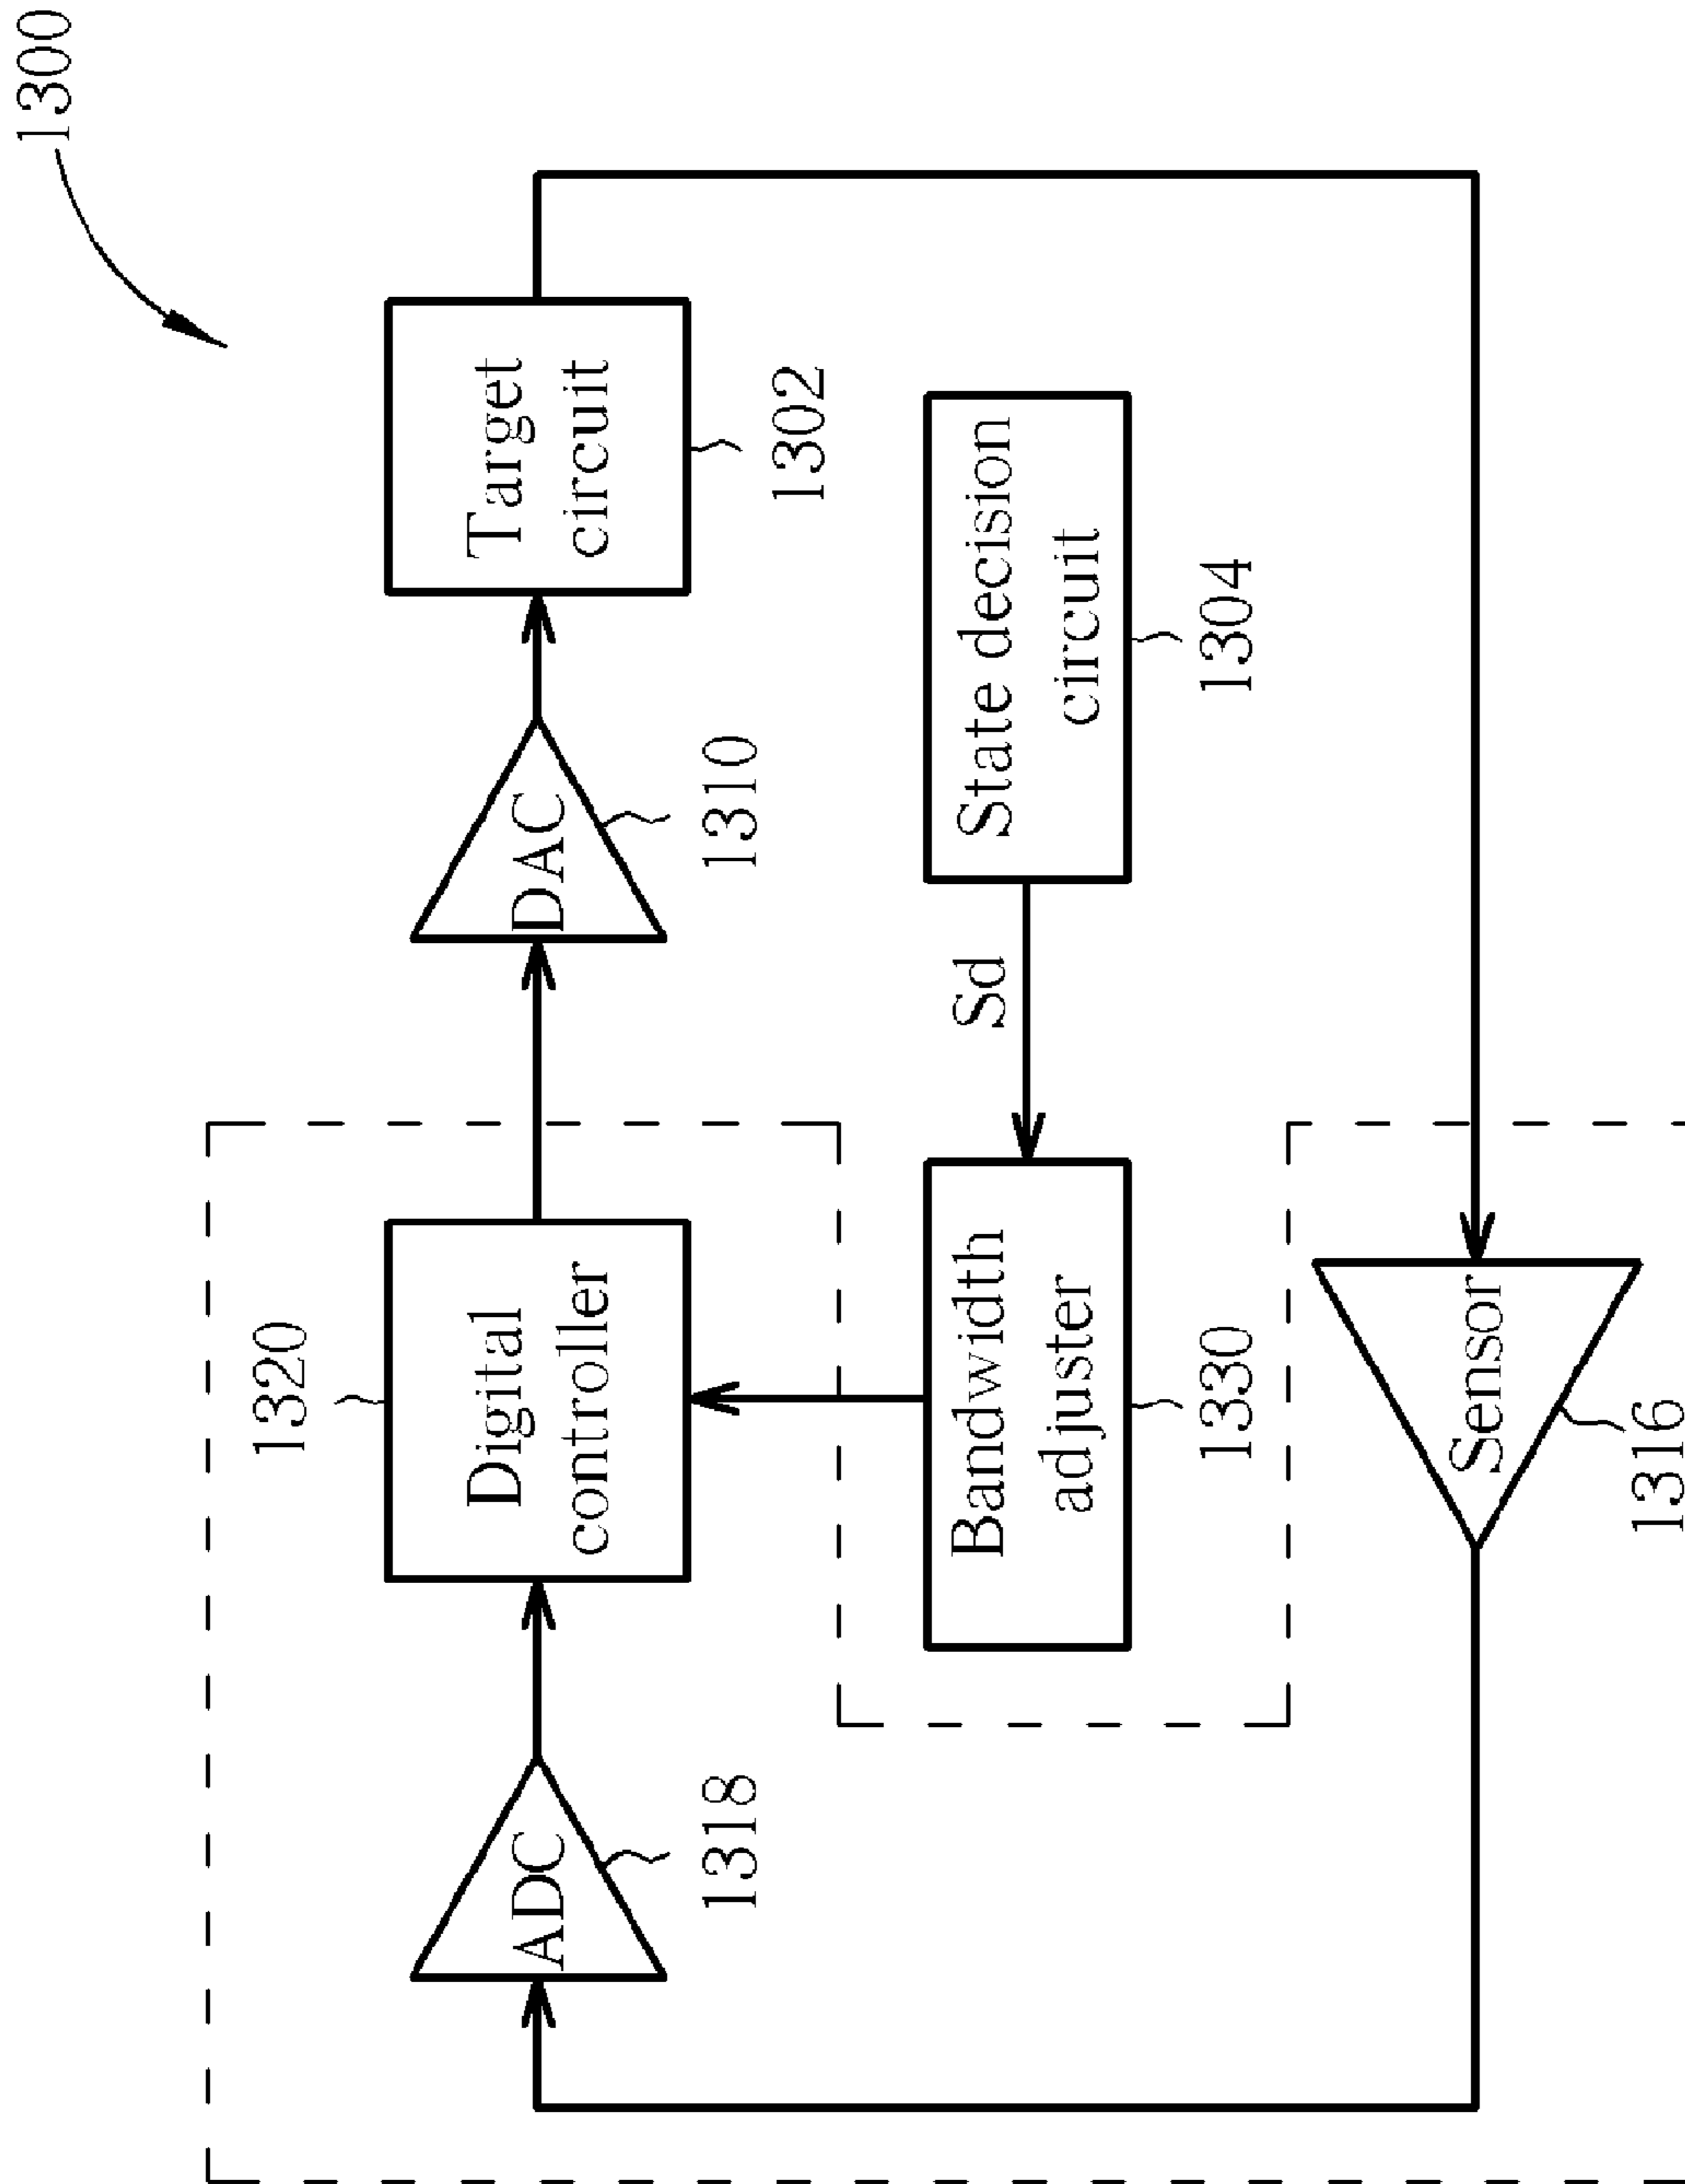 1300
1320
Digital
controller
ADC
1318
DAC
1310
Target
circuit
1302
Sd
Bandwidth
adjuster
1330
State decision
circuit
1304
Sensor
1316